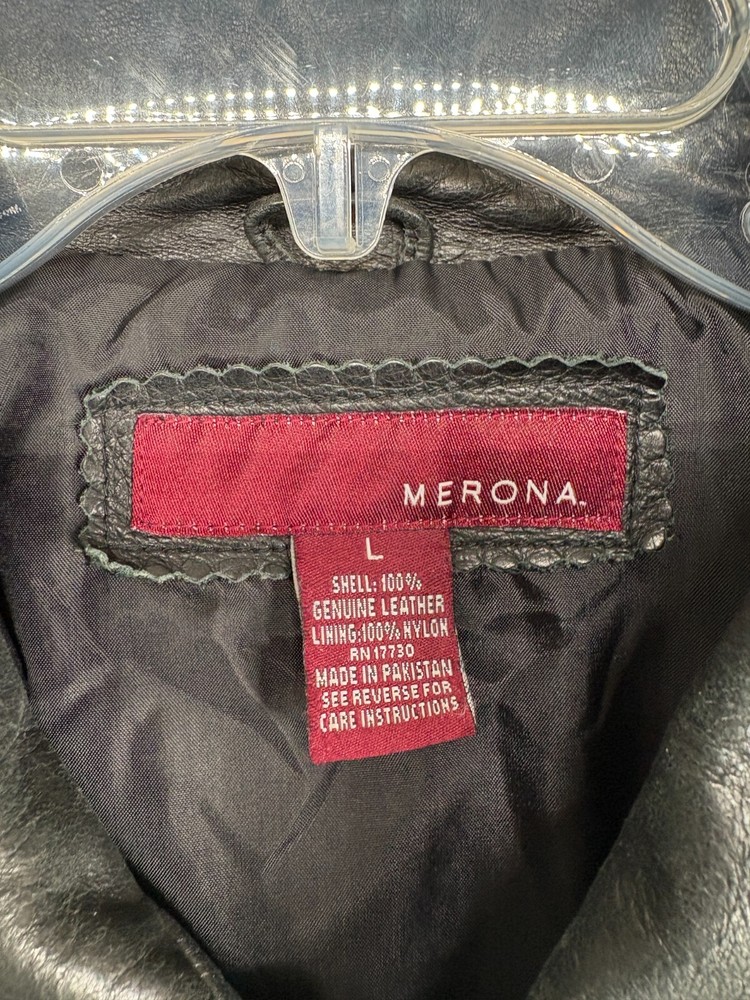 MERONA
L
SHELL: 100%
GENUINE LEATHER
LINING:100% NYLON
RN 17730
MADE IN PAKISTAN
SEE REVERSE FOR
CARE INSTRUCTIONS